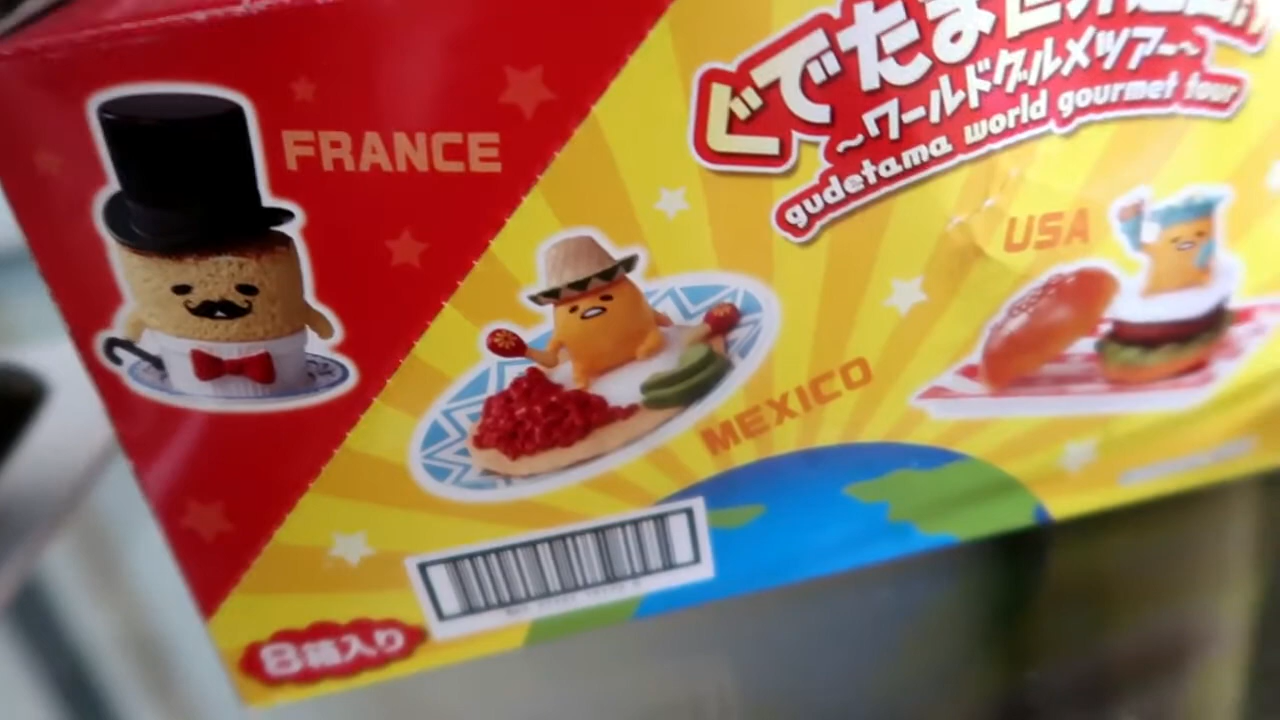 FRANCE
ぐでたま世界
～ワールドグルメツアー～
gudetama world gourmet tour
USA
MEXICO
8箱入り